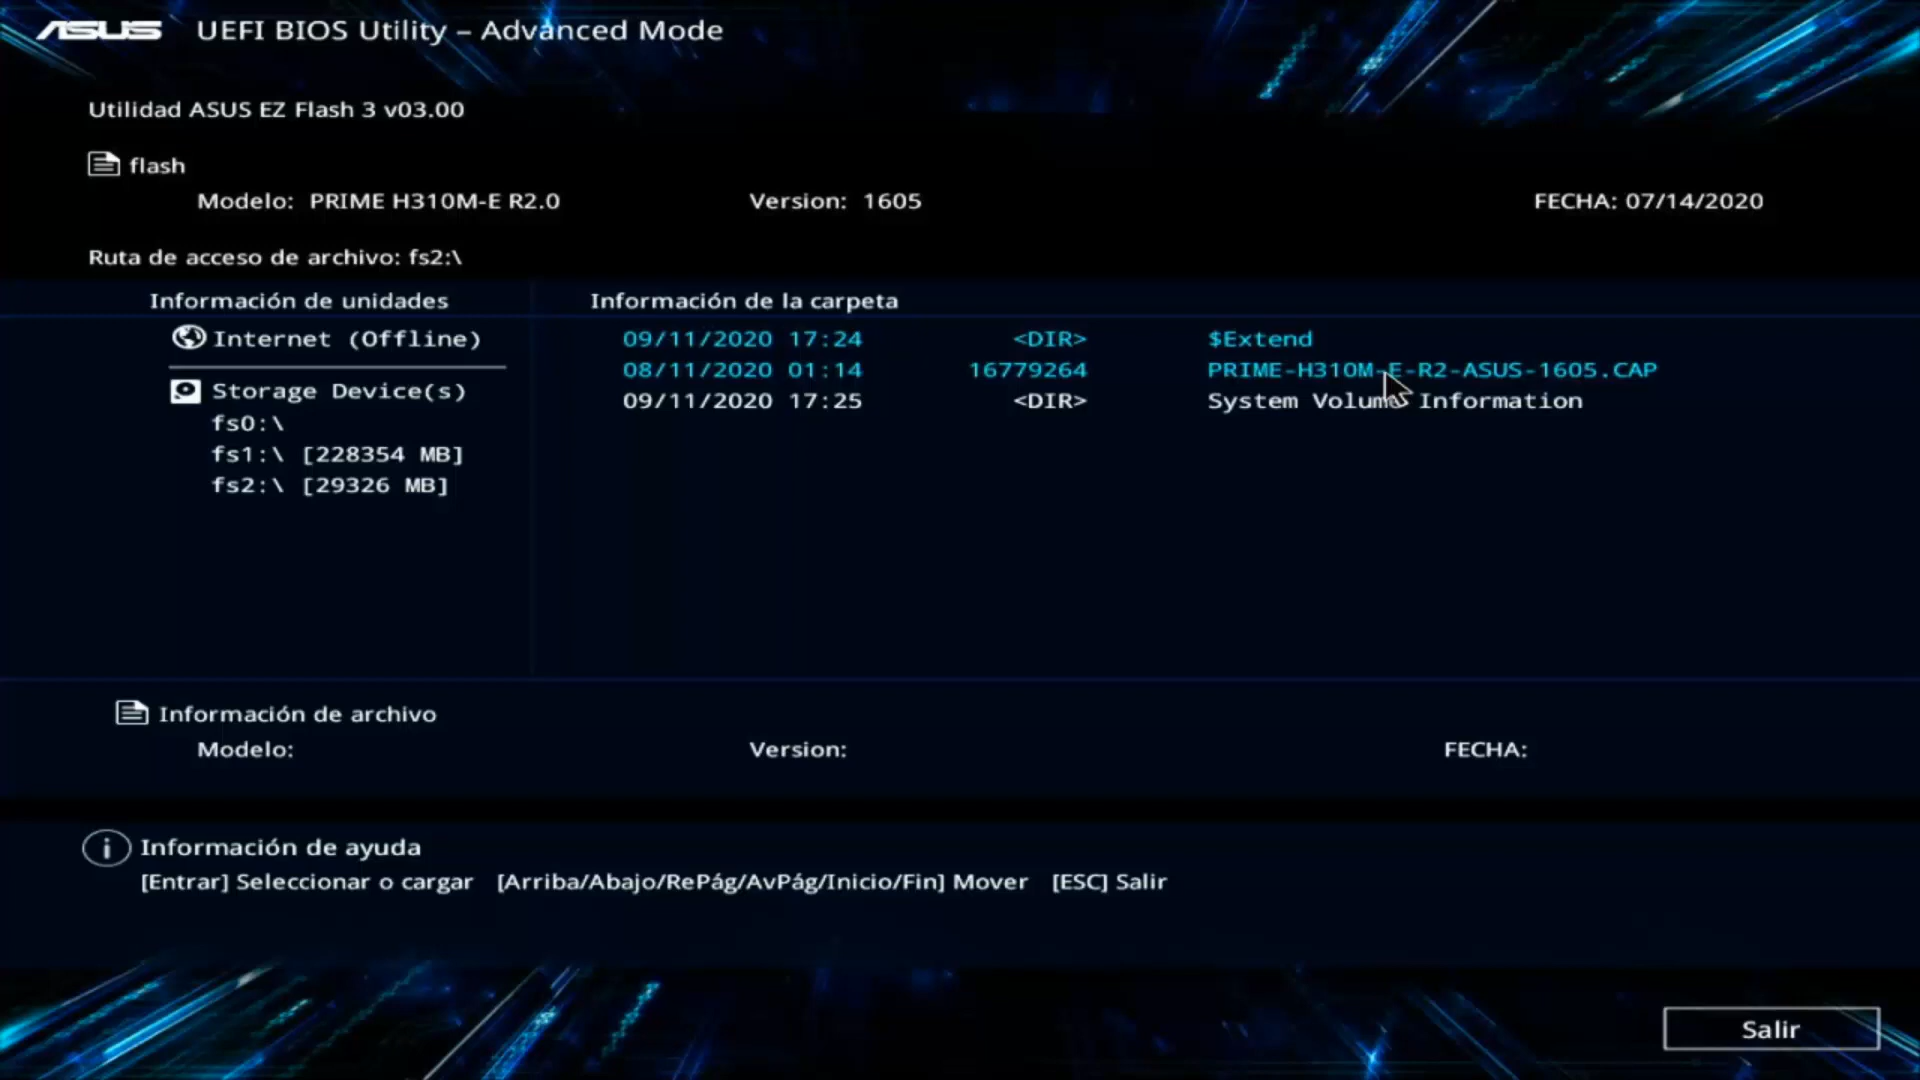 ASUS UEFI BIOS Utility – Advanced Mode
Utilidad ASUS EZ Flash 3 v03.00
flash
Modelo: PRIME H310M-E R2.0 Version: 1605 FECHA: 07/14/2020
Ruta de acceso de archivo: fs2:\
Información de unidades Información de la carpeta
Internet (Offline)
Storage Device(s)
fs0:\
fs1:\ [228354 MB]
fs2:\ [29326 MB]
09/11/2020 17:24 <DIR> $Extend
08/11/2020 01:14 16779264 PRIME-H310M-E-R2-ASUS-1605.CAP
09/11/2020 17:25 <DIR> System Volume Information
Información de archivo
Modelo: Version: FECHA:
Información de ayuda
[Entrar] Seleccionar o cargar [Arriba/Abajo/RePág/AvPág/Inicio/Fin] Mover [ESC] Salir
Salir